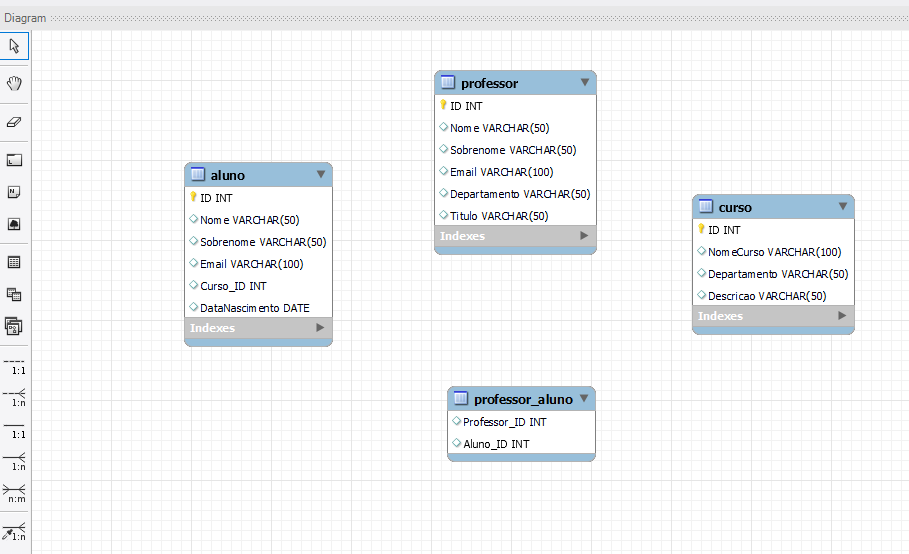 Diagram
professor
ID INT
Nome VARCHAR(50)
Sobrenome VARCHAR(50)
Email VARCHAR(100)
Departamento VARCHAR(50)
Titulo VARCHAR(50)
Indexes
aluno
ID INT
Nome VARCHAR(50)
Sobrenome VARCHAR(50)
Email VARCHAR(100)
Curso_ID INT
DataNascimento DATE
Indexes
curso
ID INT
NomeCurso VARCHAR(100)
Departamento VARCHAR(50)
Descricao VARCHAR(50)
Indexes
professor_aluno
Professor_ID INT
Aluno_ID INT
1:1
1:n
1:1
1:n
n:m
1:n